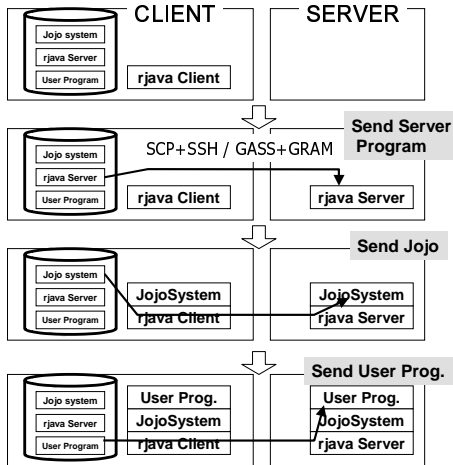 CLIENT
SERVER
Jojo system
rjava Server
User Program
rjava Client
Send Server
Program
Jojo system
rjava Server
User Program
SCP+SSH / GASS+GRAM
rjava Client
rjava Server
Send Jojo
Jojo system
rjava Server
User Program
JojoSystem
rjava Client
JojoSystem
rjava Server
Send User Prog.
Jojo system
rjava Server
User Program
User Prog.
JojoSystem
rjava Client
User Prog.
JojoSystem
rjava Server